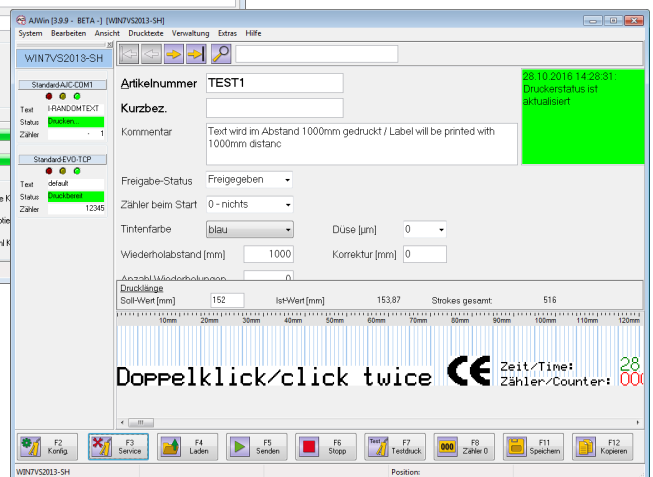 AJWin [3.9.9 - BETA -] [WIN7VS2013-SH]
System Bearbeiten Ansicht Drucktexte Verwaltung Extras Hilfe
WIN7VS2013-SH
Standard-AJC-COM1
Text I-RANDOMTEXT
Status Drucken...
Zähler - 1
Standard-EVO-TCP
Text default
Status Druckbereit
Zähler 12345
Artikelnummer TEST1
Kurzbez.
Kommentar Text wird im Abstand 1000mm gedruckt / Label will be printed with
1000mm distanc
28.10.2016 14:28:31:
Druckerstatus ist
aktualisiert
Freigabe-Status Freigegeben
Zähler beim Start 0 - nichts
Tintenfarbe blau Düse [µm] 0
Wiederholabstand [mm] 1000 Korrektur [mm] 0
Anzahl Wiederholungen 0
Drucklänge
Soll-Wert [mm] 152 Ist-Wert [mm] 153,87 Strokes gesamt: 516
10mm 20mm 30mm 40mm 50mm 60mm 70mm 80mm 90mm 100mm 110mm 120mm
Doppelklick/click twice CE
Zeit/Time: 28
Zähler/Counter: 000
F2 Konfig.
F3 Service
F4 Laden
F5 Senden
F6 Stopp
Test... F7 Testdruck
000 F8 Zähler 0
F11 Speichern
F12 Kopieren
WIN7VS2013-SH Position: